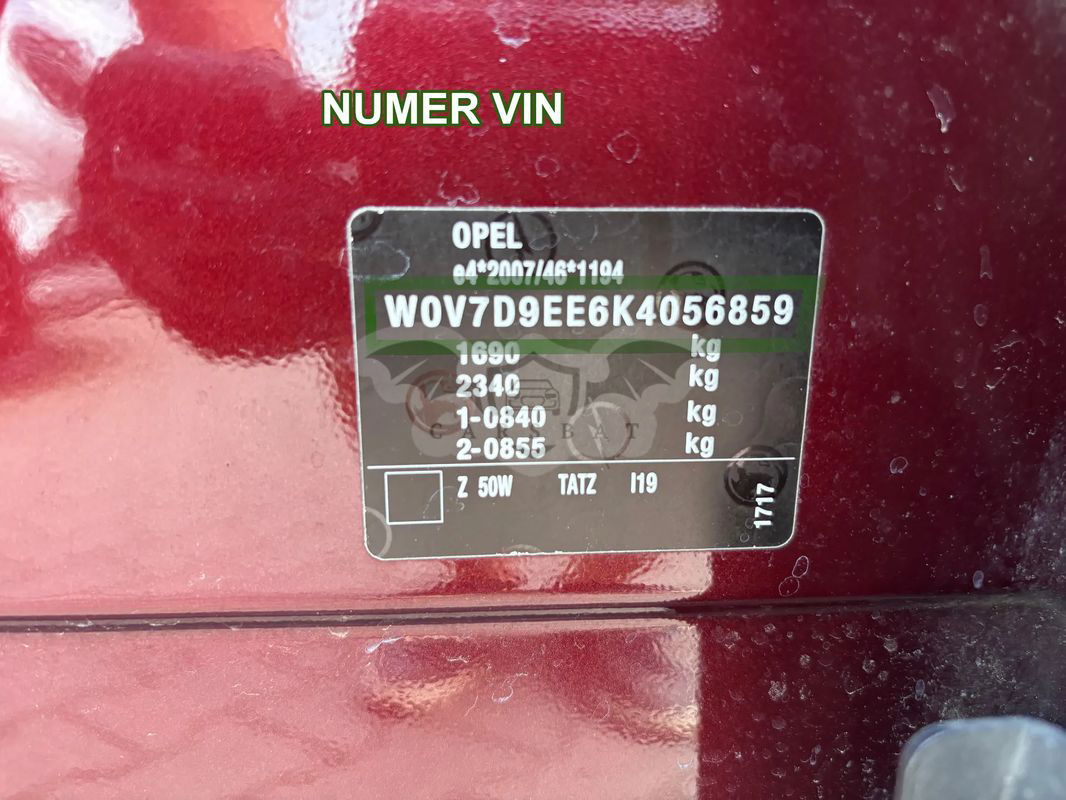 NUMER VIN
OPEL
e4*2007/46*1194
W0V7D9EE6K4056859
1690 kg
2340 kg
1-0840 kg
CARSBAT
2-0855 kg
Z 50W TATZ I19
1717